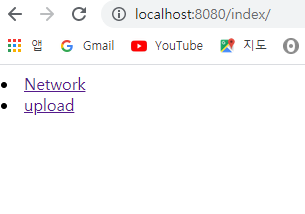 localhost:8080/index/
앱 Gmail YouTube 지도
Network
upload